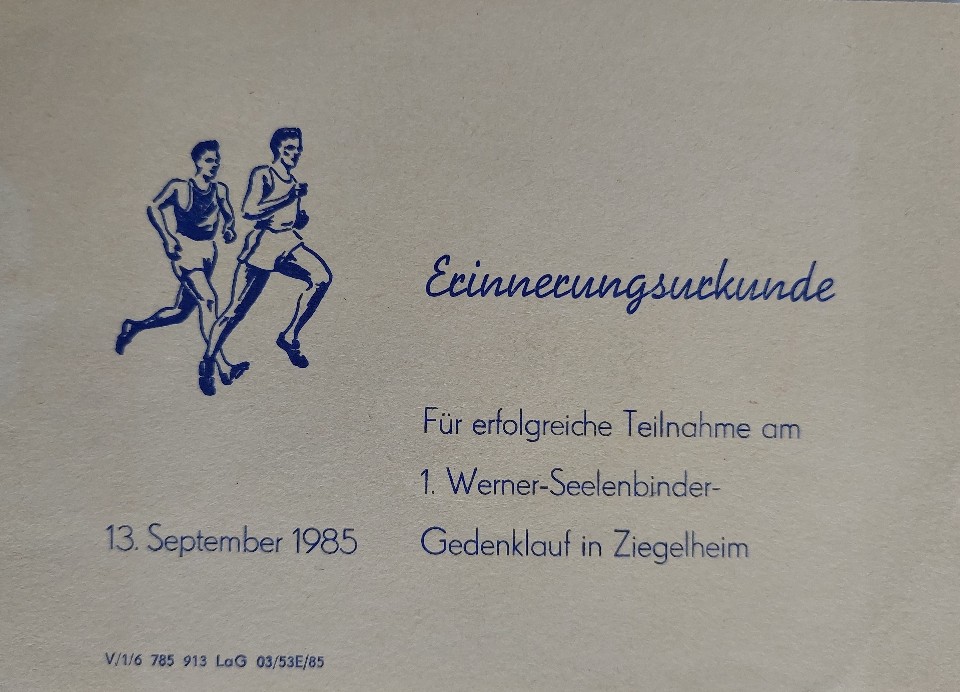 Erinnerungsurkunde
Für erfolgreiche Teilnahme am
1. Werner-Seelenbinder-
Gedenklauf in Ziegelheim
13. September 1985
V/1/6 785 913 LaG 03/53E/85